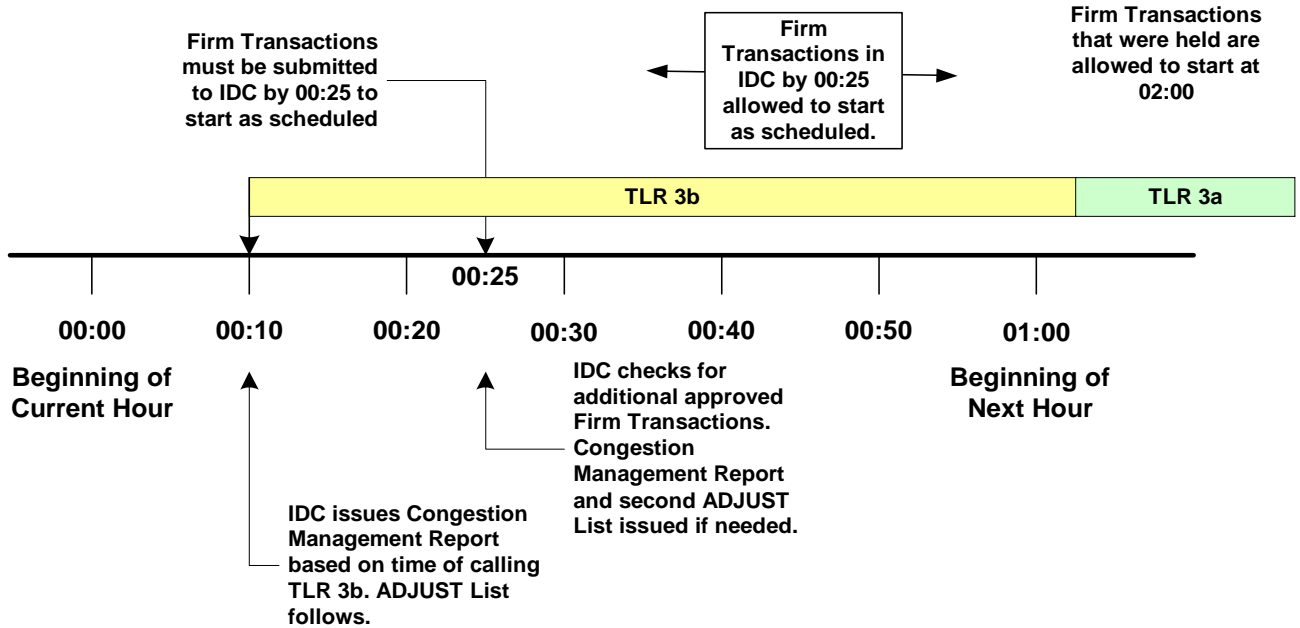 Firm Transactions
must be submitted
to IDC by 00:25 to
start as scheduled
Firm
Transactions in
IDC by 00:25
allowed to start
as scheduled.
Firm Transactions
that were held are
allowed to start at
02:00
TLR 3b
TLR 3a
00:25
00:00
00:10
00:20
00:30
00:40
00:50
01:00
Beginning of
Current Hour
Beginning of
Next Hour
IDC checks for
additional approved
Firm Transactions.
Congestion
Management Report
and second ADJUST
List issued if needed.
IDC issues Congestion
Management Report
based on time of calling
TLR 3b. ADJUST List
follows.